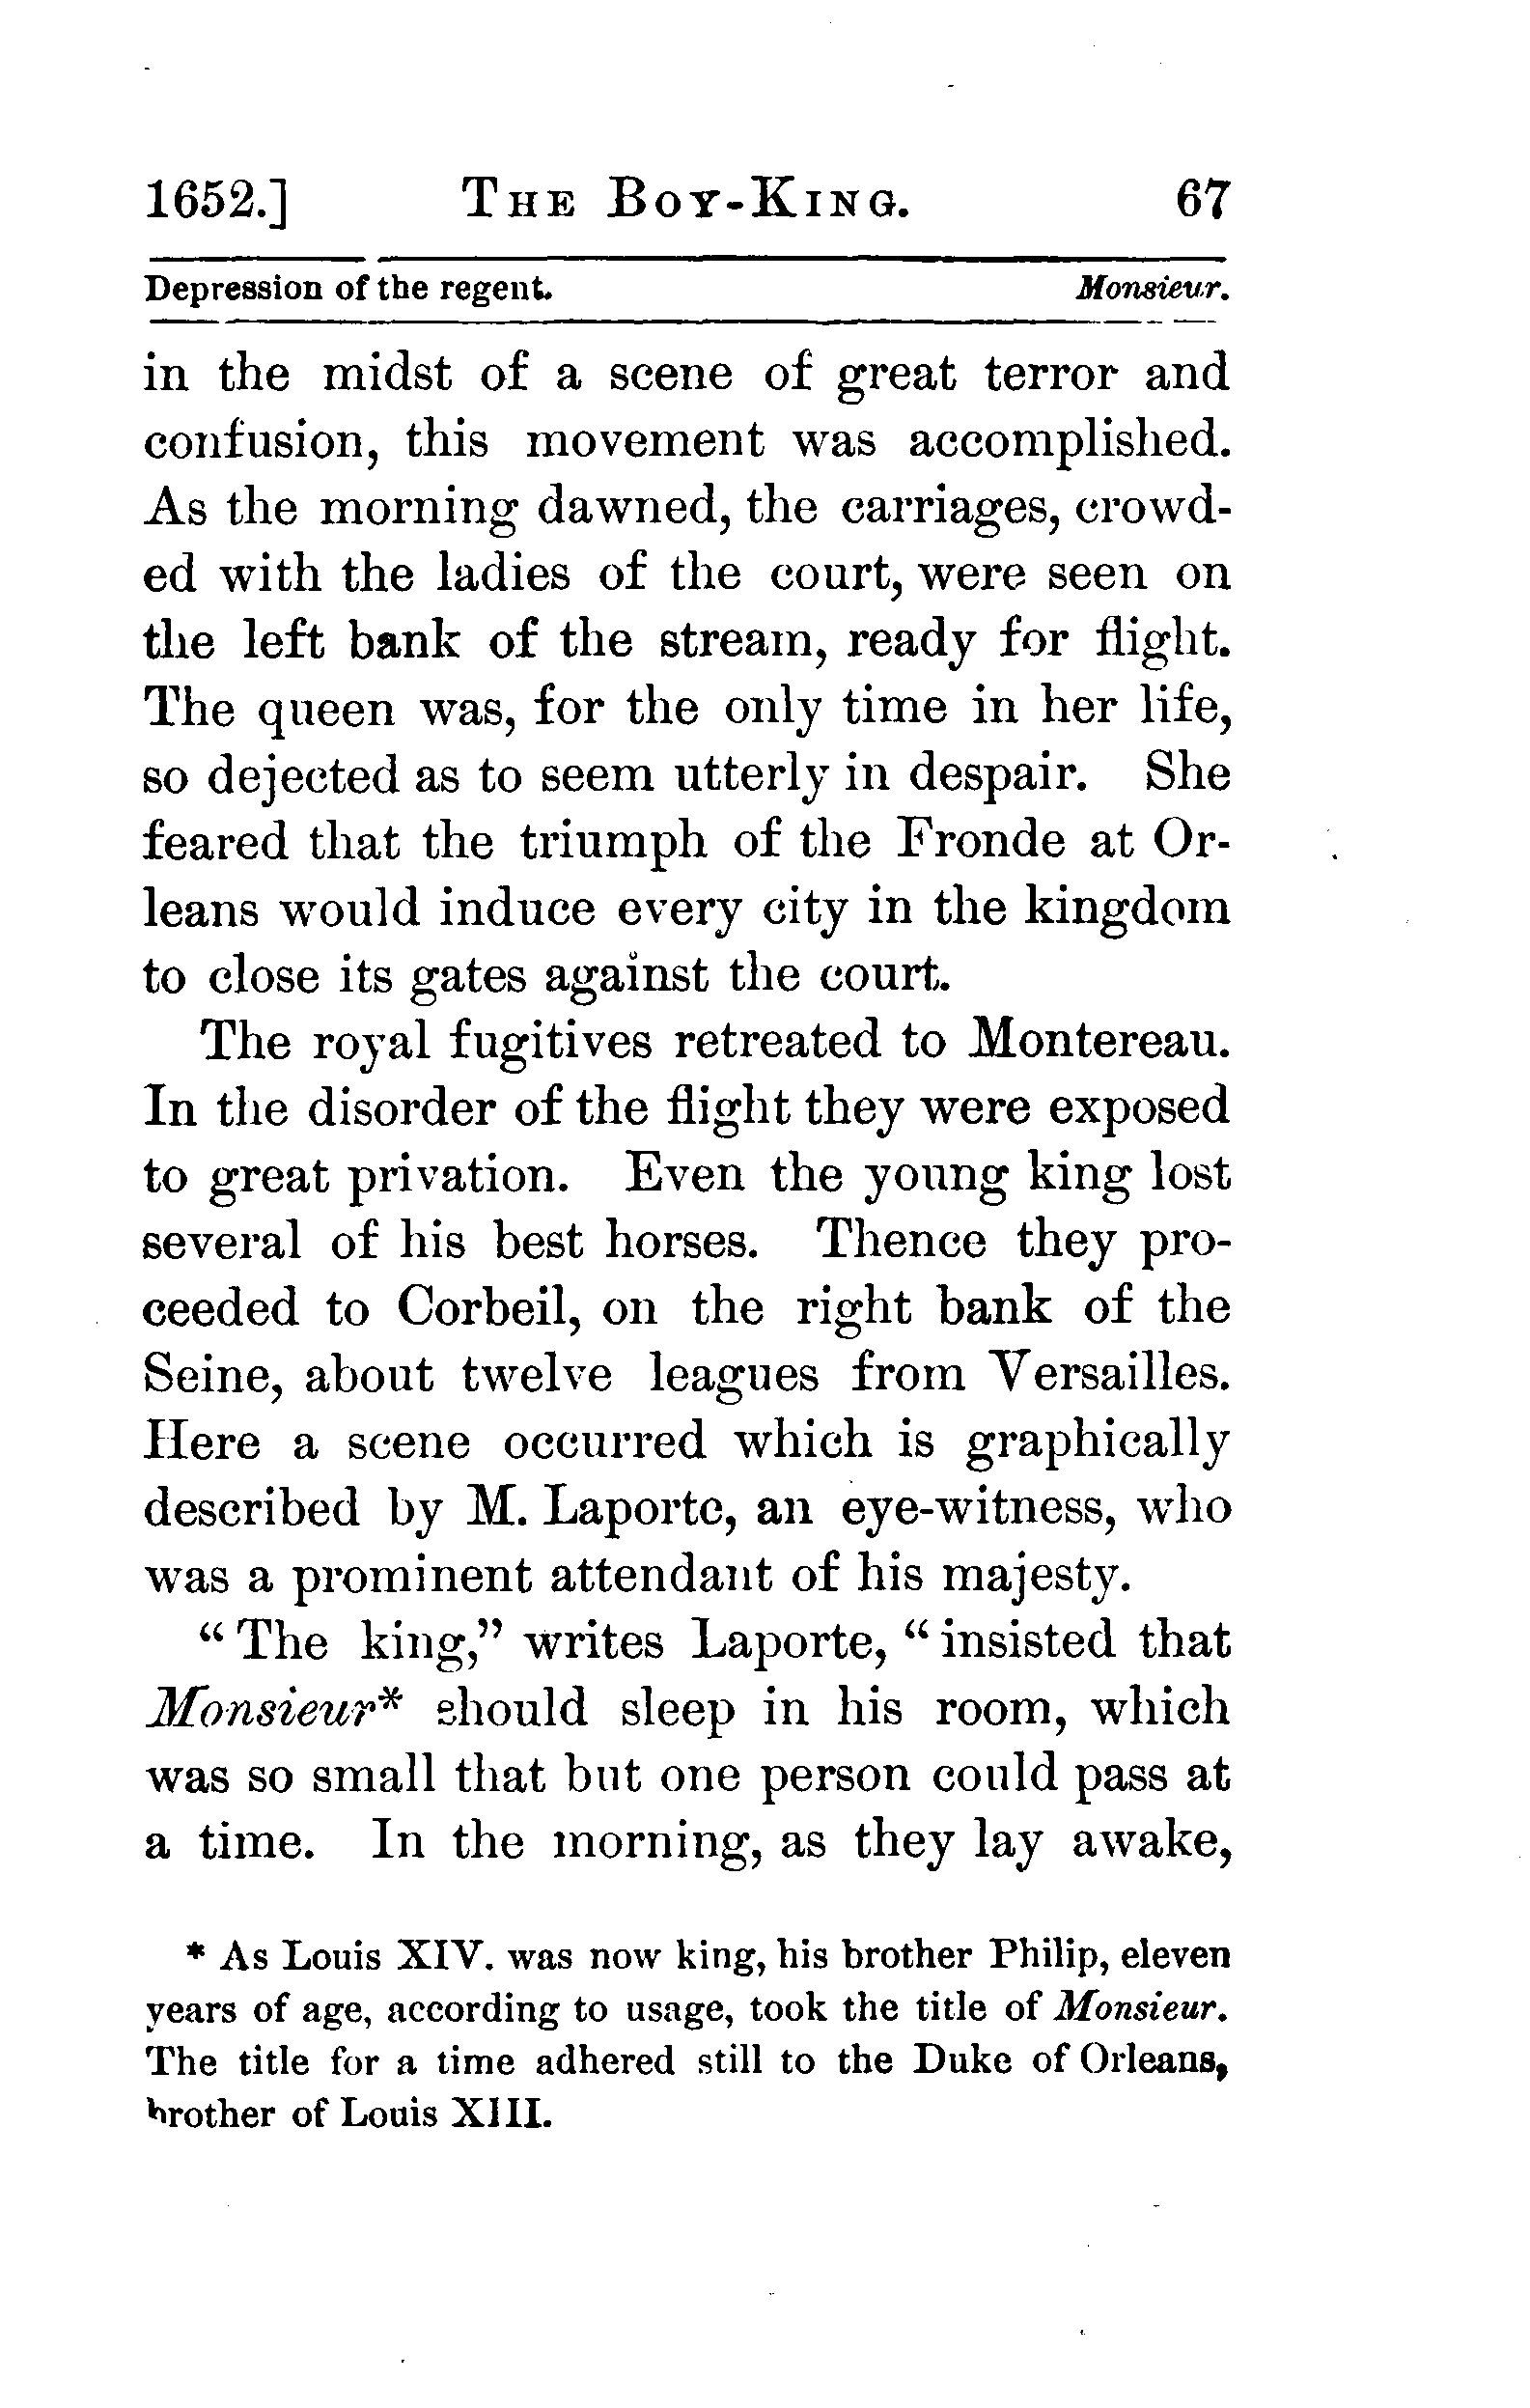 1652.] THE BOY-KING. 67
Depression of the regent. Monsieur.
in the midst of a scene of great terror and
confusion, this movement was accomplished.
As the morning dawned, the carriages, crowd-
ed with the ladies of the court, were seen on
the left bank of the stream, ready for flight.
The queen was, for the only time in her life,
so dejected as to seem utterly in despair. She
feared that the triumph of the Fronde at Or-
leans would induce every city in the kingdom
to close its gates against the court.
The royal fugitives retreated to Montereau.
In the disorder of the flight they were exposed
to great privation. Even the young king lost
several of his best horses. Thence they pro-
ceeded to Corbeil, on the right bank of the
Seine, about twelve leagues from Versailles.
Here a scene occurred which is graphically
described by M. Laporte, an eye-witness, who
was a prominent attendant of his majesty.
“The king,” writes Laporte, “insisted that
Monsieur* should sleep in his room, which
was so small that but one person could pass at
a time. In the morning, as they lay awake,
* As Louis XIV. was now king, his brother Philip, eleven
years of age, according to usage, took the title of Monsieur.
The title for a time adhered still to the Duke of Orleans,
brother of Louis XIII.